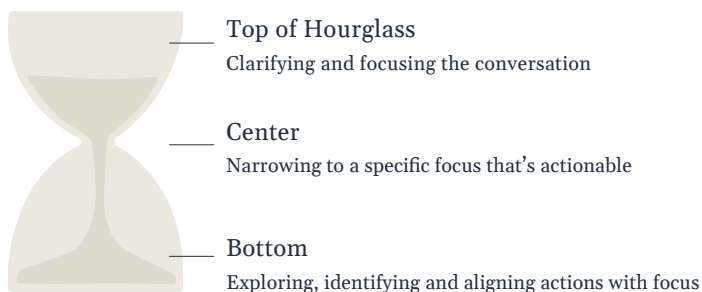 Top of Hourglass
Clarifying and focusing the conversation
Center
Narrowing to a specific focus that’s actionable
Bottom
Exploring, identifying and aligning actions with focus